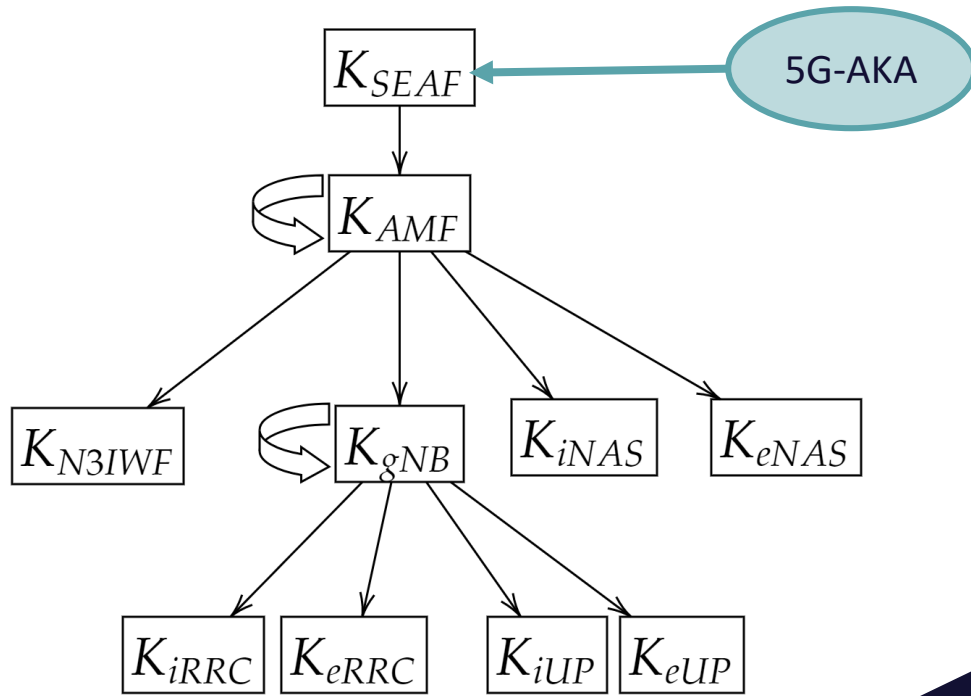 K_SEAF
5G-AKA
K_AMF
K_N3IWF
K_gNB
K_iNAS
K_eNAS
K_iRRC
K_eRRC
K_iUP
K_eUP